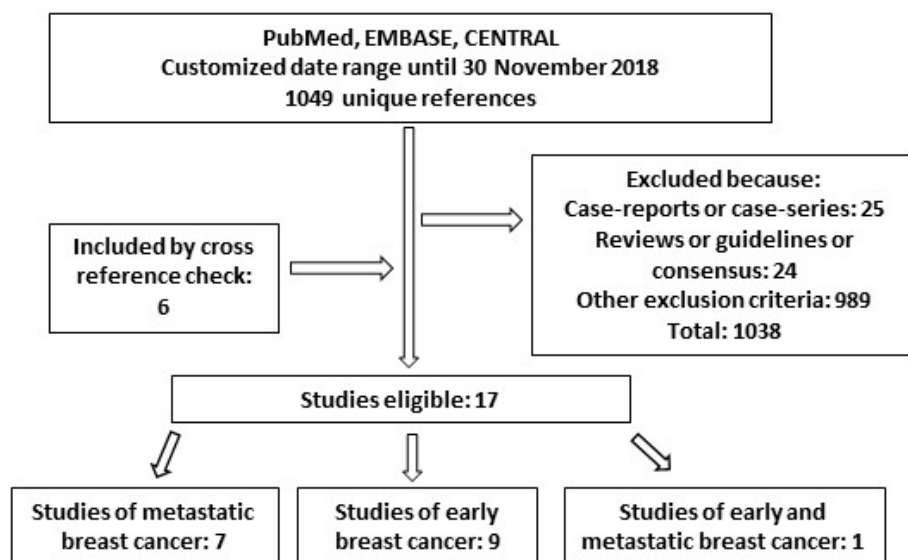 PubMed, EMBASE, CENTRAL
Customized date range until 30 November 2018
1049 unique references
Excluded because:
Case-reports or case-series: 25
Reviews or guidelines or
consensus: 24
Other exclusion criteria: 989
Total: 1038
Included by cross
reference check:
6
Studies eligible: 17
Studies of metastatic
breast cancer: 7
Studies of early
breast cancer: 9
Studies of early and
metastatic breast cancer: 1